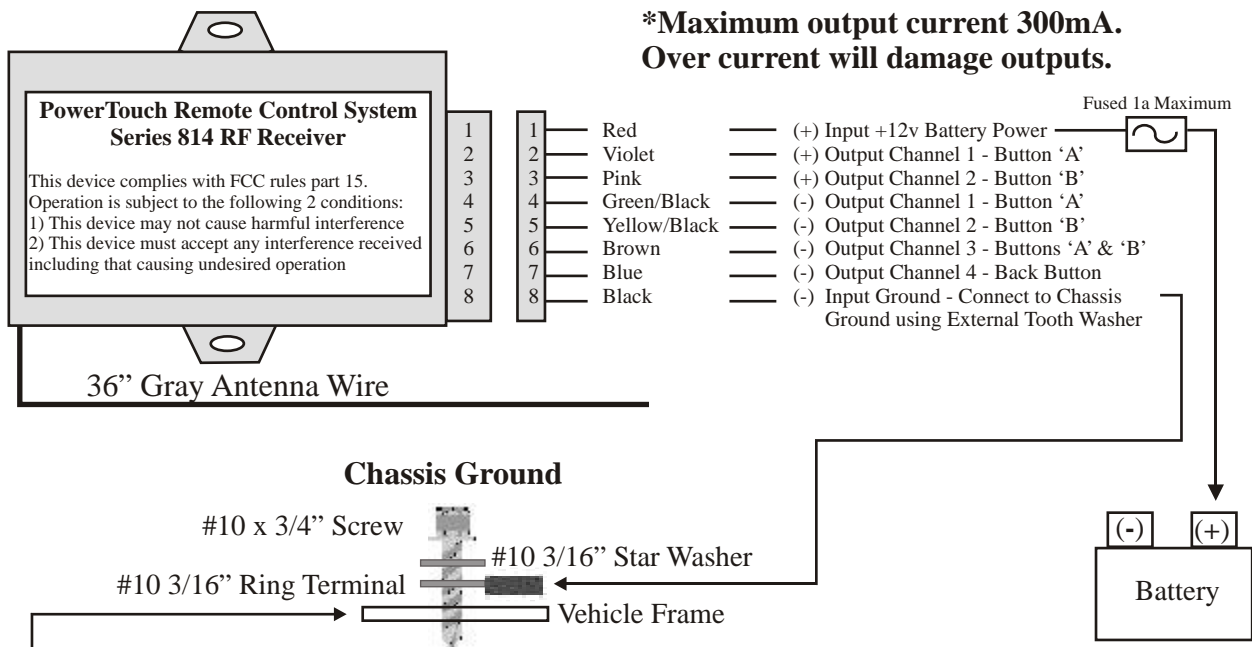 *Maximum output current 300mA.
Over current will damage outputs.
PowerTouch Remote Control System
Series 814 RF Receiver
This device complies with FCC rules part 15.
Operation is subject to the following 2 conditions:
1) This device may not cause harmful interference
2) This device must accept any interference received
including that causing undesired operation
Fused 1a Maximum
1 1 Red (+) Input +12v Battery Power
2 2 Violet (+) Output Channel 1 - Button ‘A’
3 3 Pink (+) Output Channel 2 - Button ‘B’
4 4 Green/Black (-) Output Channel 1 - Button ‘A’
5 5 Yellow/Black (-) Output Channel 2 - Button ‘B’
6 6 Brown (-) Output Channel 3 - Buttons ‘A’ & ‘B’
7 7 Blue (-) Output Channel 4 - Back Button
8 8 Black (-) Input Ground - Connect to Chassis
Ground using External Tooth Washer
36” Gray Antenna Wire
Chassis Ground
#10 x 3/4” Screw
#10 3/16” Star Washer
#10 3/16” Ring Terminal
Vehicle Frame
(-) (+)
Battery